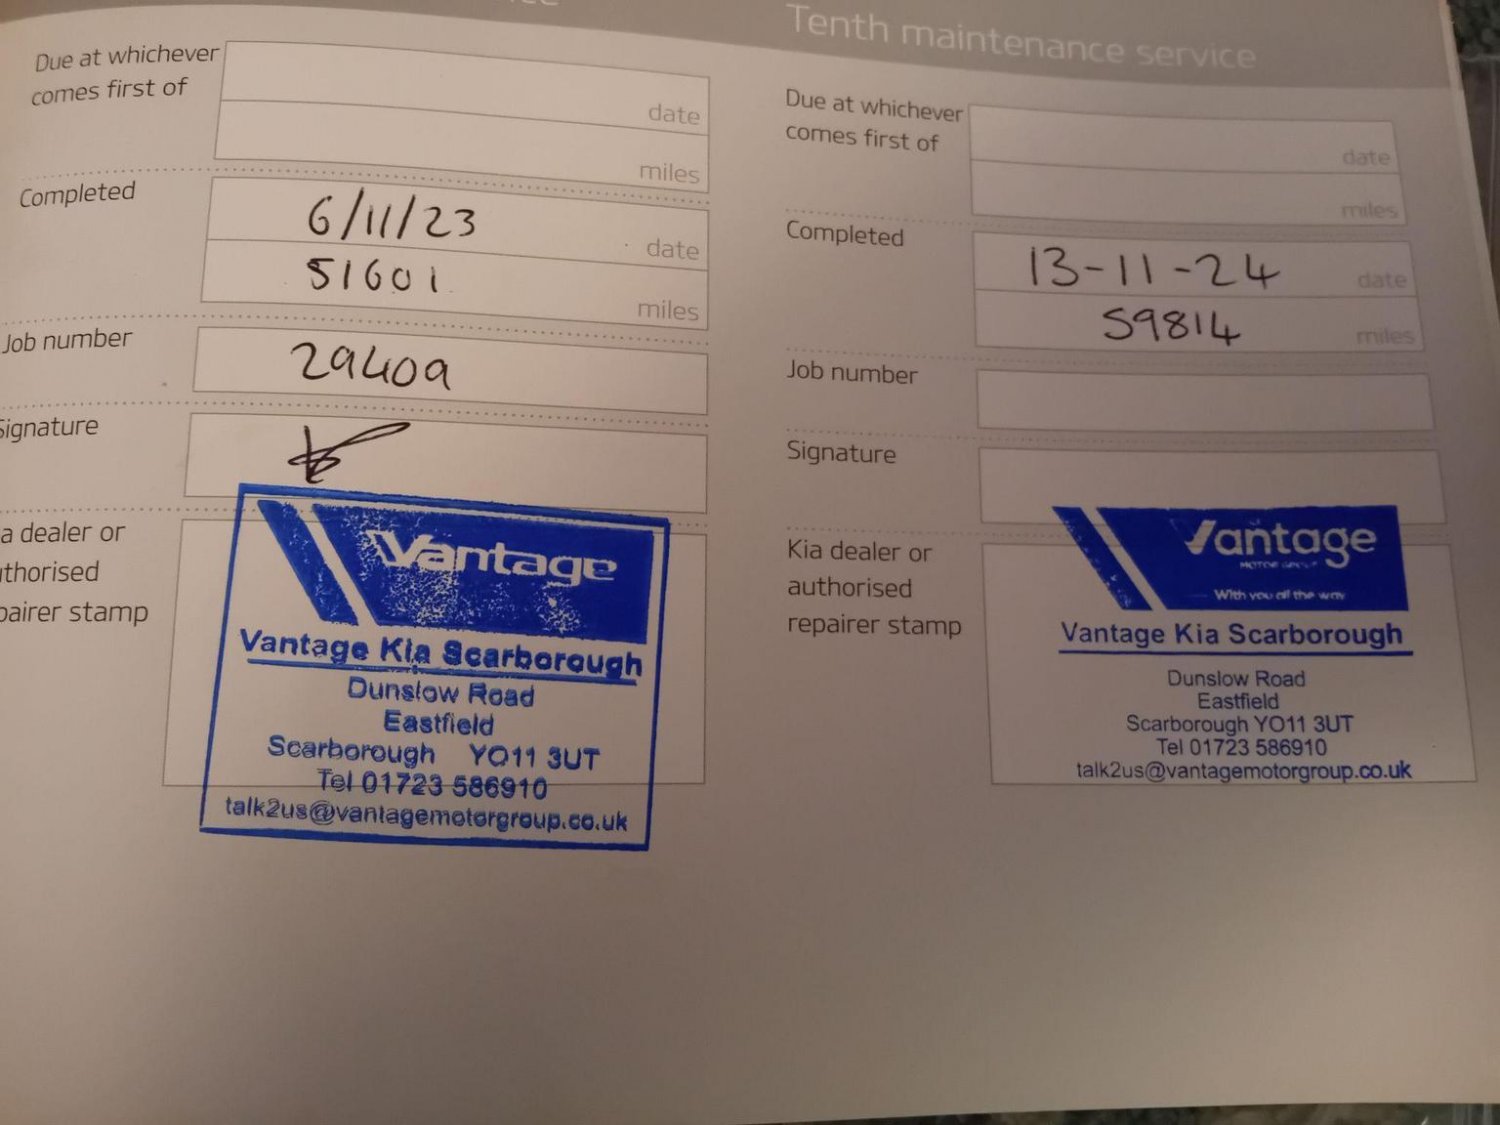 Due at whichever
comes first of
date
miles
Completed
6/11/23
date
51601
miles
Job number
29409
Signature
a dealer or
thorised
pairer stamp
Vantage
Vantage Kia Scarborough
Dunslow Road
Eastfield
Scarborough YO11 3UT
Tel 01723 586910
talk2us@vantagemotorgroup.co.uk
Tenth maintenance service
Due at whichever
comes first of
date
miles
Completed
13-11-24
date
59814
miles
Job number
Signature
Kia dealer or
authorised
repairer stamp
Vantage
MOTOR GROUP
With you all the way
Vantage Kia Scarborough
Dunslow Road
Eastfield
Scarborough YO11 3UT
Tel 01723 586910
talk2us@vantagemotorgroup.co.uk